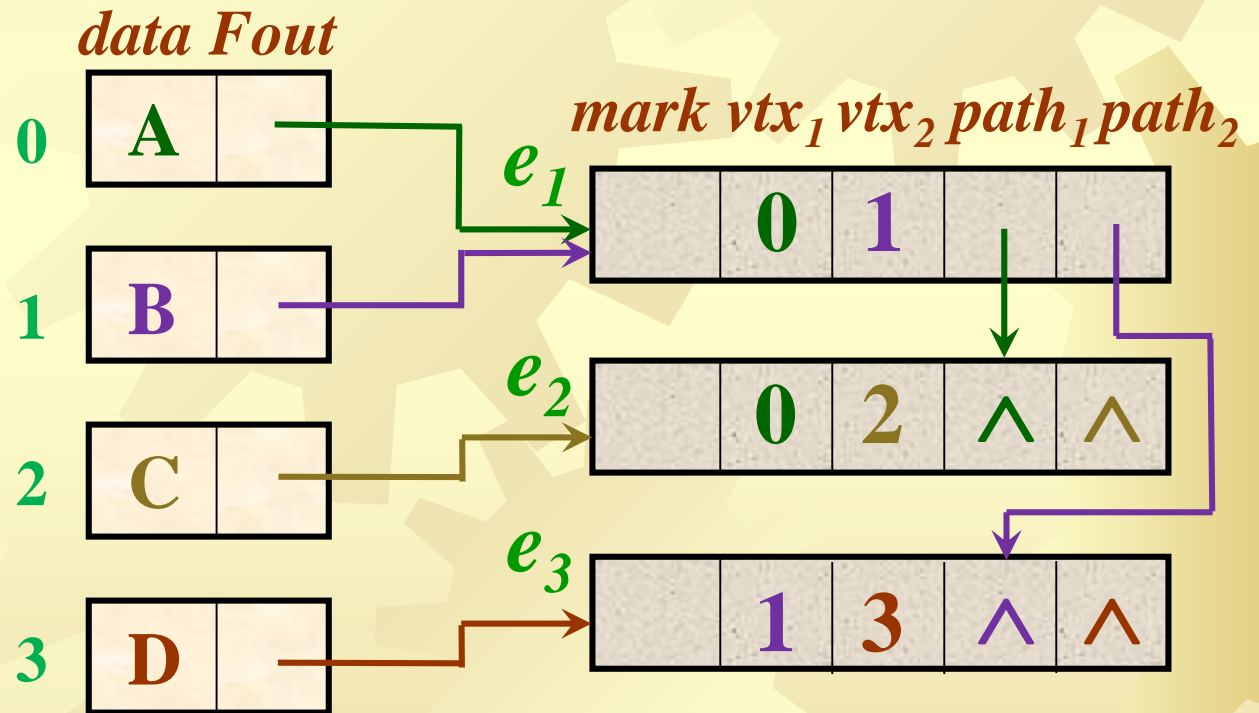 data Fout
mark vtx1 vtx2 path1 path2
0 A
e1 0 1
1 B
e2 0 2 ∧ ∧
2 C
e3 1 3 ∧ ∧
3 D